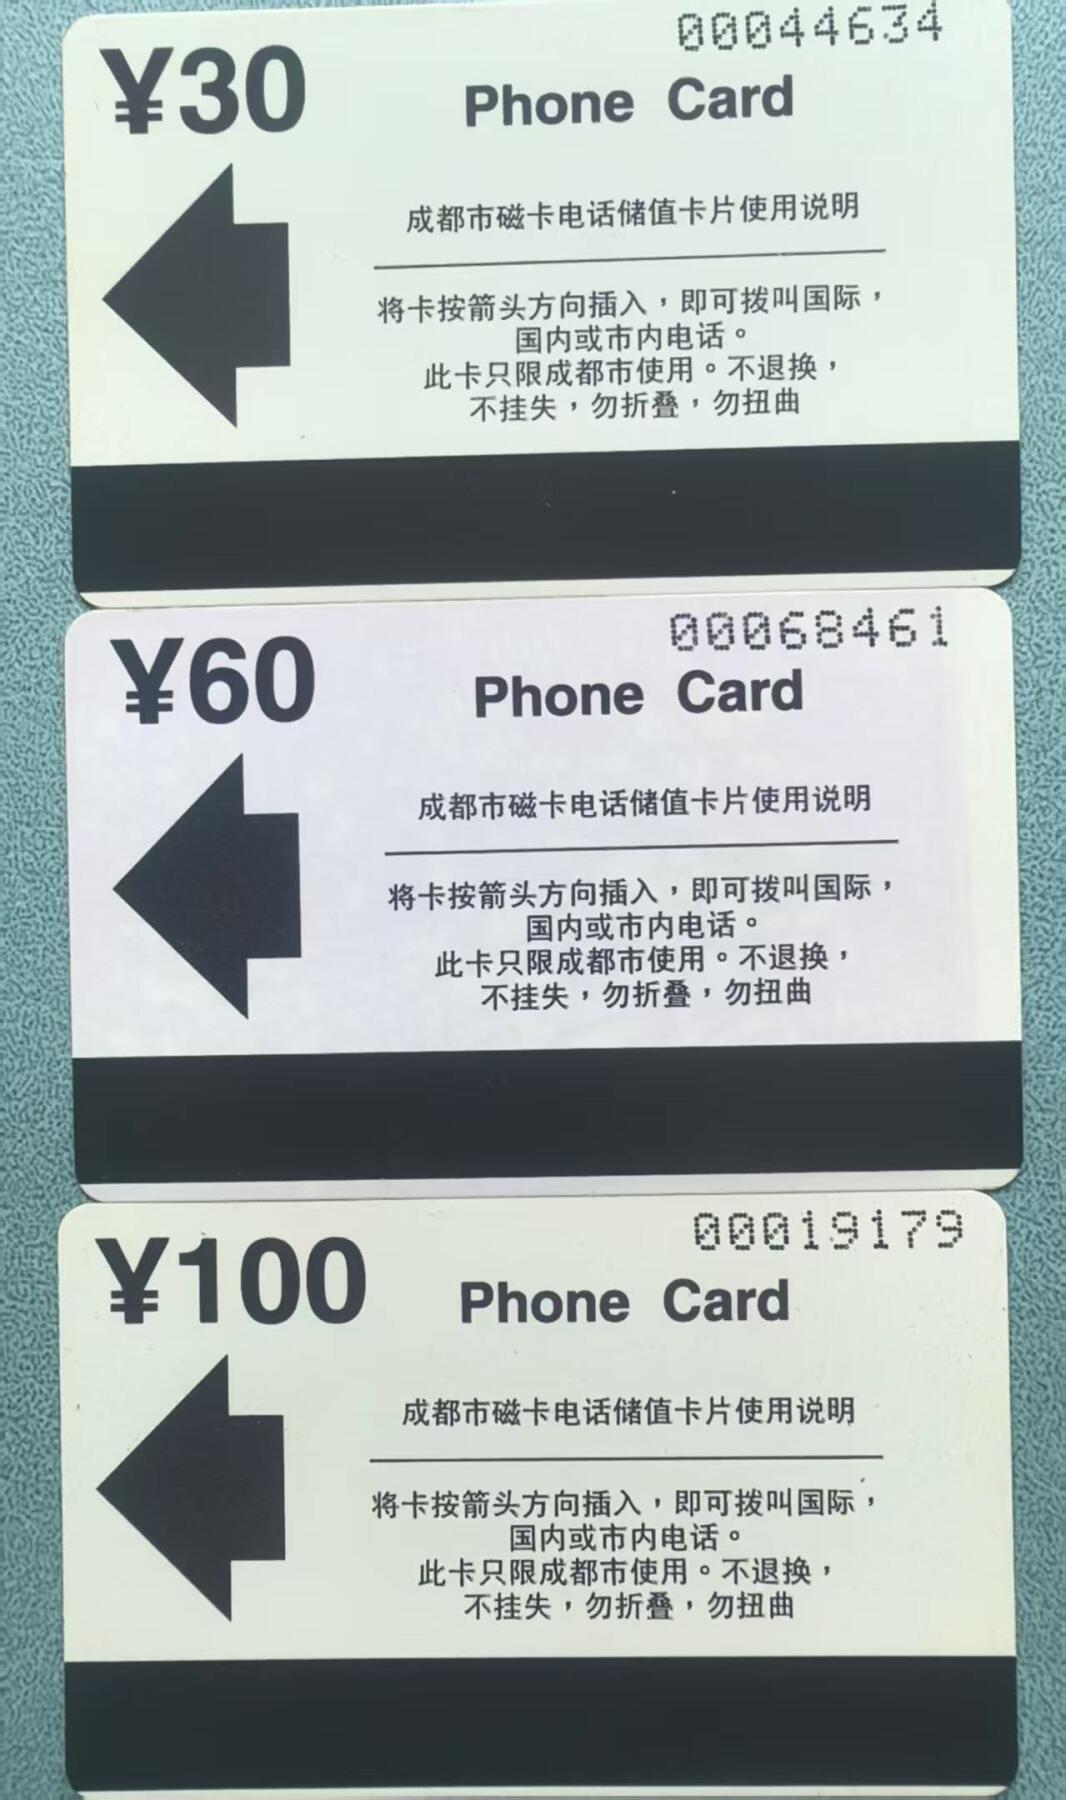 00044634
¥30
Phone Card
成都市磁卡电话储值卡片使用说明
将卡按箭头方向插入，即可拨叫国际，
国内或市内电话。
此卡只限成都市使用。不退换，
不挂失，勿折叠，勿扭曲
00068461
¥60
Phone Card
成都市磁卡电话储值卡片使用说明
将卡按箭头方向插入，即可拨叫国际，
国内或市内电话。
此卡只限成都市使用。不退换，
不挂失，勿折叠，勿扭曲
00019179
¥100
Phone Card
成都市磁卡电话储值卡片使用说明
将卡按箭头方向插入，即可拨叫国际，
国内或市内电话。
此卡只限成都市使用。不退换，
不挂失，勿折叠，勿扭曲